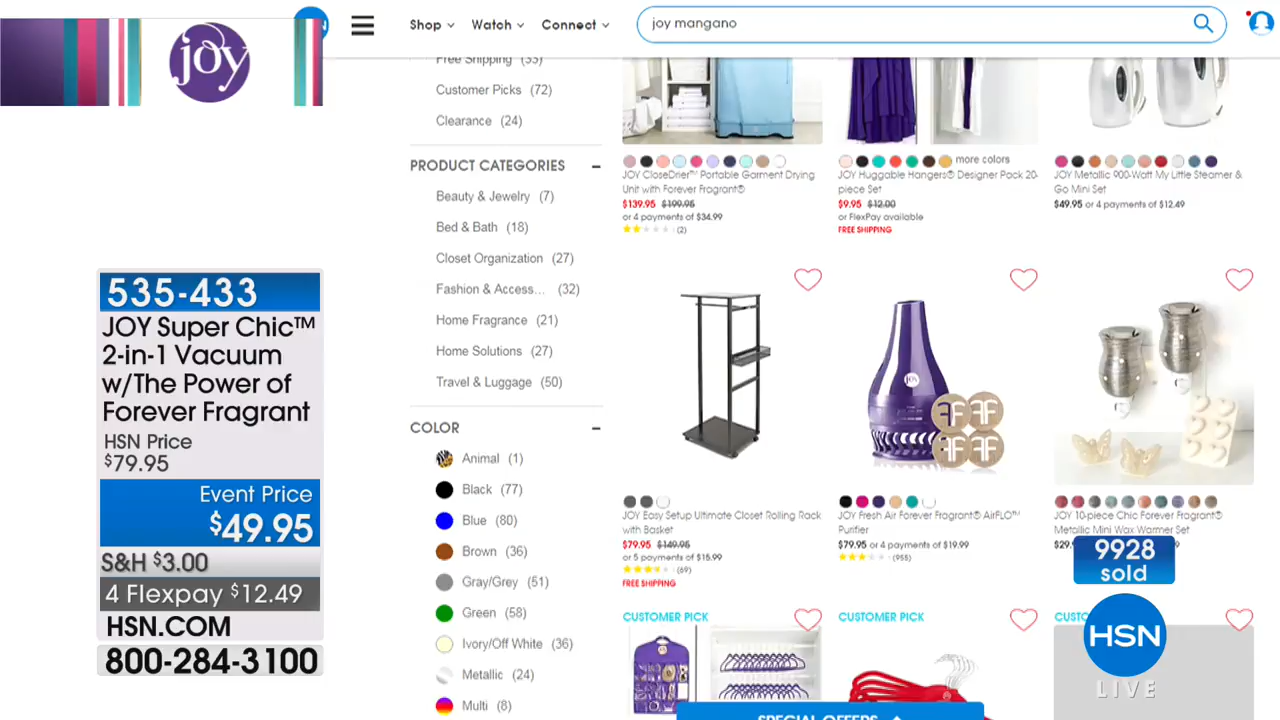 HSN
Shop
Watch
Connect
joy mangano
joy
Free Shipping (33)
Customer Picks (72)
Clearance (24)
PRODUCT CATEGORIES
Beauty & Jewelry (7)
Bed & Bath (18)
Closet Organization (27)
Fashion & Access... (32)
Home Fragrance (21)
Home Solutions (27)
Travel & Luggage (50)
COLOR
Animal (1)
Black (77)
Blue (80)
Brown (36)
Gray/Grey (51)
Green (58)
Ivory/Off White (36)
Metallic (24)
Multi (8)
535-433
JOY Super Chic™
2-in-1 Vacuum
w/The Power of
Forever Fragrant
HSN Price
$79.95
Event Price
$49.95
S&H $3.00
4 Flexpay $12.49
HSN.COM
800-284-3100
JOY CloseDrier™ Portable Garment Drying
Unit with Forever Fragrant®
$139.95 $199.95
or 4 payments of $34.99
(2)
more colors
JOY Huggable Hangers® Designer Pack 20-
piece Set
$9.95 $12.00
or FlexPay available
FREE SHIPPING
JOY Metallic 900-Watt My Little Steamer &
Go Mini Set
$49.95 or 4 payments of $12.49
JOY Easy Setup Ultimate Closet Rolling Rack
with Basket
$79.95 $149.95
or 5 payments of $15.99
(69)
FREE SHIPPING
joy
FF
FF
FF
FF
JOY Fresh Air Forever Fragrant® AirFLO™
Purifier
$79.95 or 4 payments of $19.99
(955)
JOY 10-piece Chic Forever Fragrant®
Metallic Mini Wax Warmer Set
$29.
9928
sold
CUSTOMER PICK
CUSTOMER PICK
CUSTO
HSN
LIVE
SPECIAL OFFERS